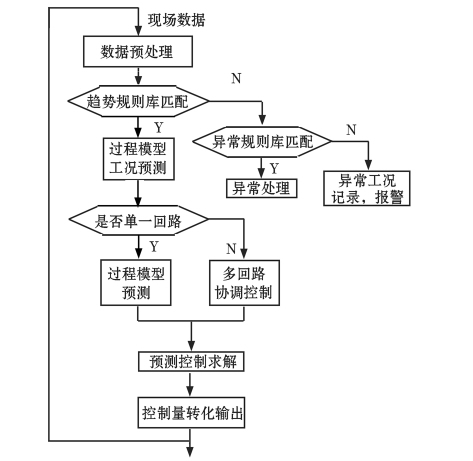 现场数据
数据预处理
N
趋势规则库匹配
Y
N
异常规则库匹配
过程模型
工况预测
Y
异常处理
异常工况
记录，报警
是否单一回路
Y
N
过程模型
预测
多回路
协调控制
预测控制求解
控制量转化输出